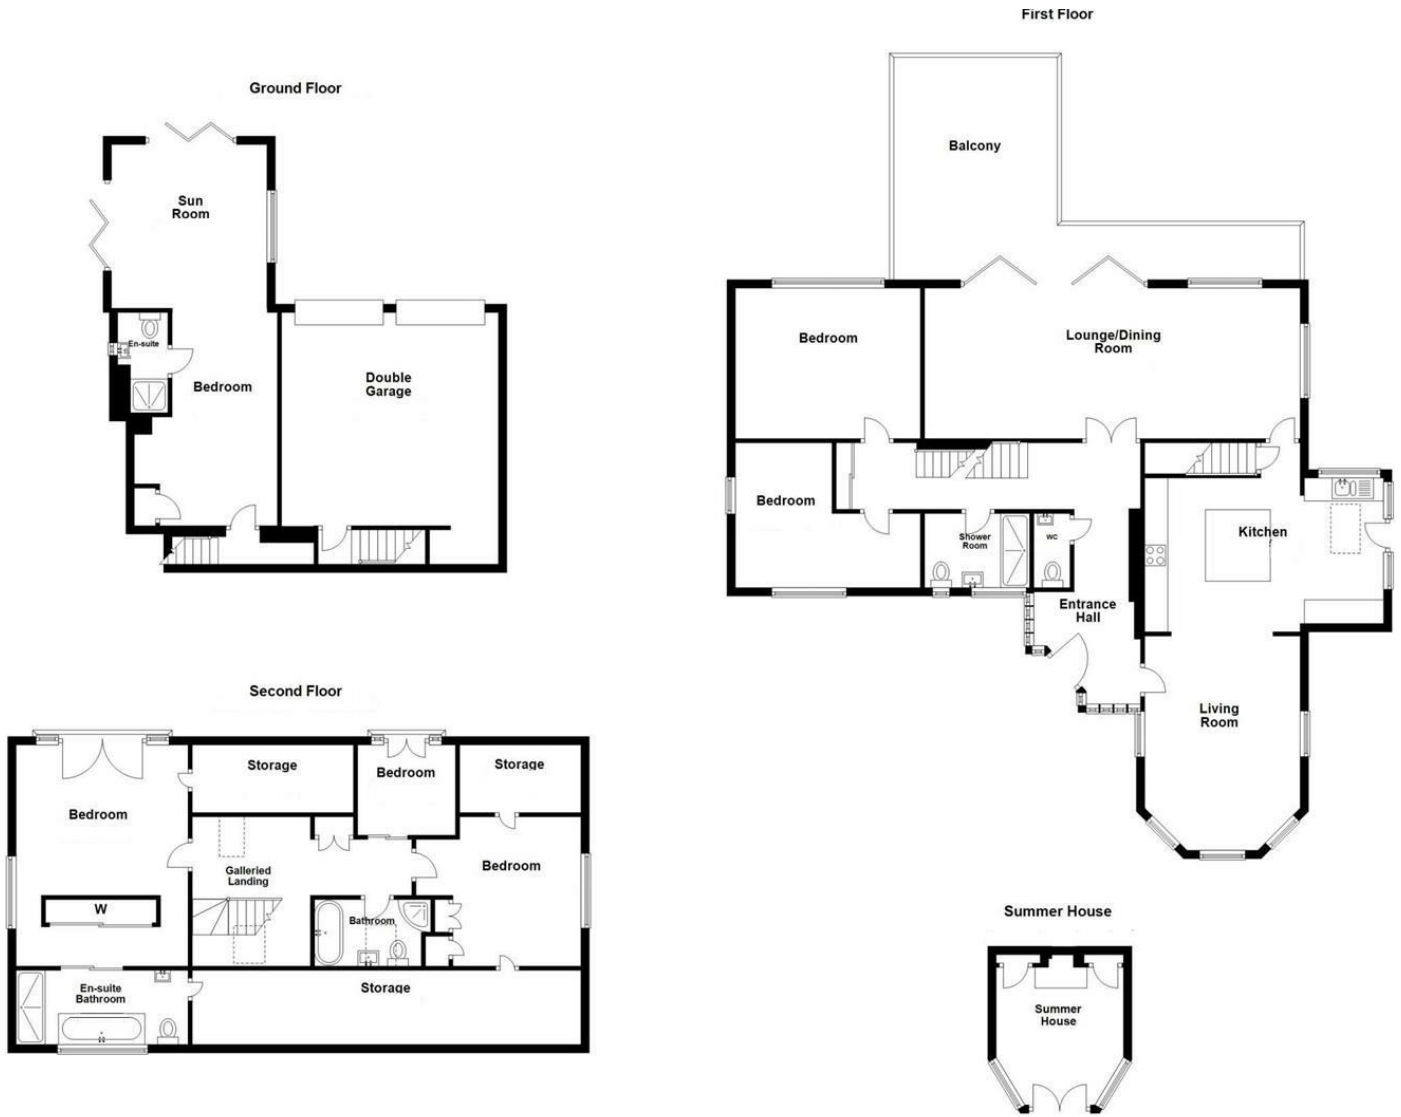 First Floor
Balcony
Bedroom
Lounge/Dining
Room
Bedroom
Shower
Room
WC
Kitchen
Entrance
Hall
Living
Room
Ground Floor
Sun
Room
En-suite
Bedroom
Double
Garage
Second Floor
Storage
Bedroom
Storage
Bedroom
Galleried
Landing
Bedroom
W
Bathroom
En-suite
Bathroom
Storage
Summer House
Summer
House